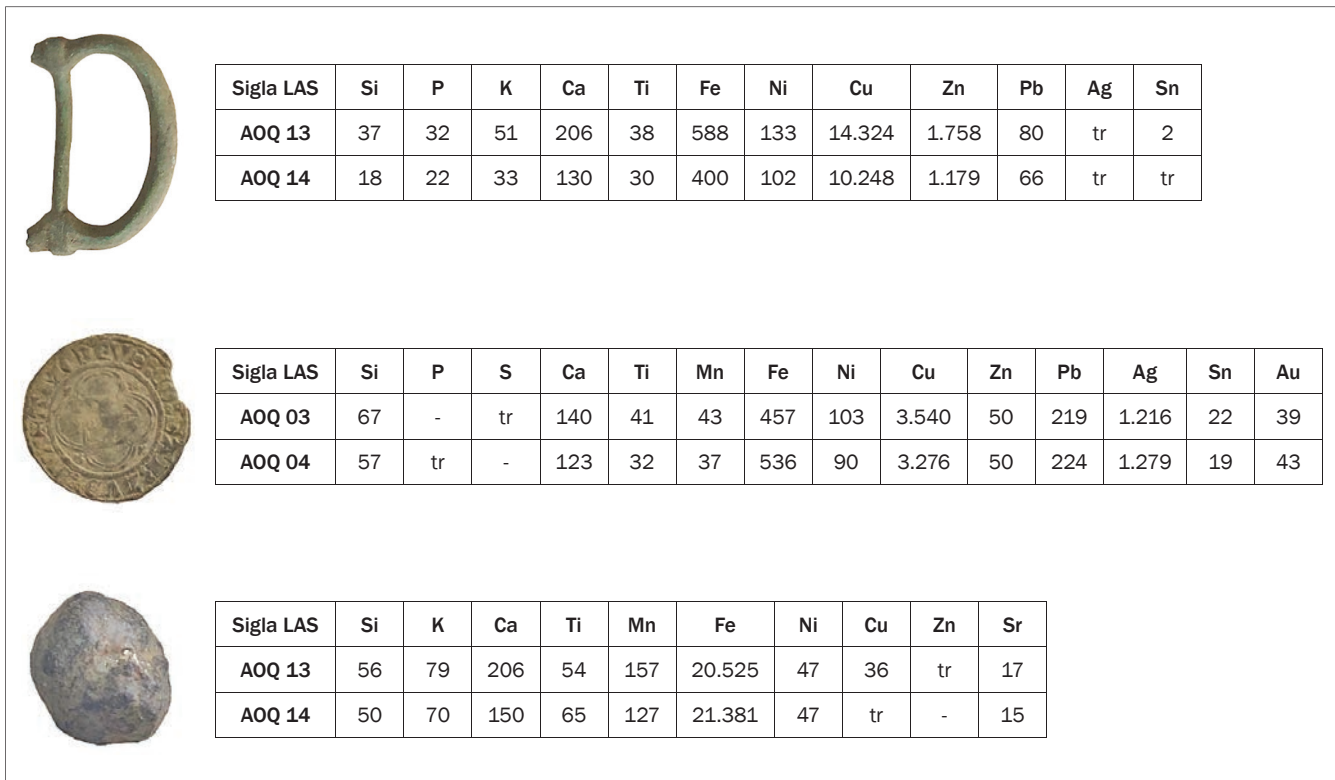 Sigla LAS Si P K Ca Ti Fe Ni Cu Zn Pb Ag Sn
AOQ 13 37 32 51 206 38 588 133 14.324 1.758 80 tr 2
AOQ 14 18 22 33 130 30 400 102 10.248 1.179 66 tr tr
Sigla LAS Si P S Ca Ti Mn Fe Ni Cu Zn Pb Ag Sn Au
AOQ 03 67 - tr 140 41 43 457 103 3.540 50 219 1.216 22 39
AOQ 04 57 tr - 123 32 37 536 90 3.276 50 224 1.279 19 43
Sigla LAS Si K Ca Ti Mn Fe Ni Cu Zn Sr
AOQ 13 56 79 206 54 157 20.525 47 36 tr 17
AOQ 14 50 70 150 65 127 21.381 47 tr - 15